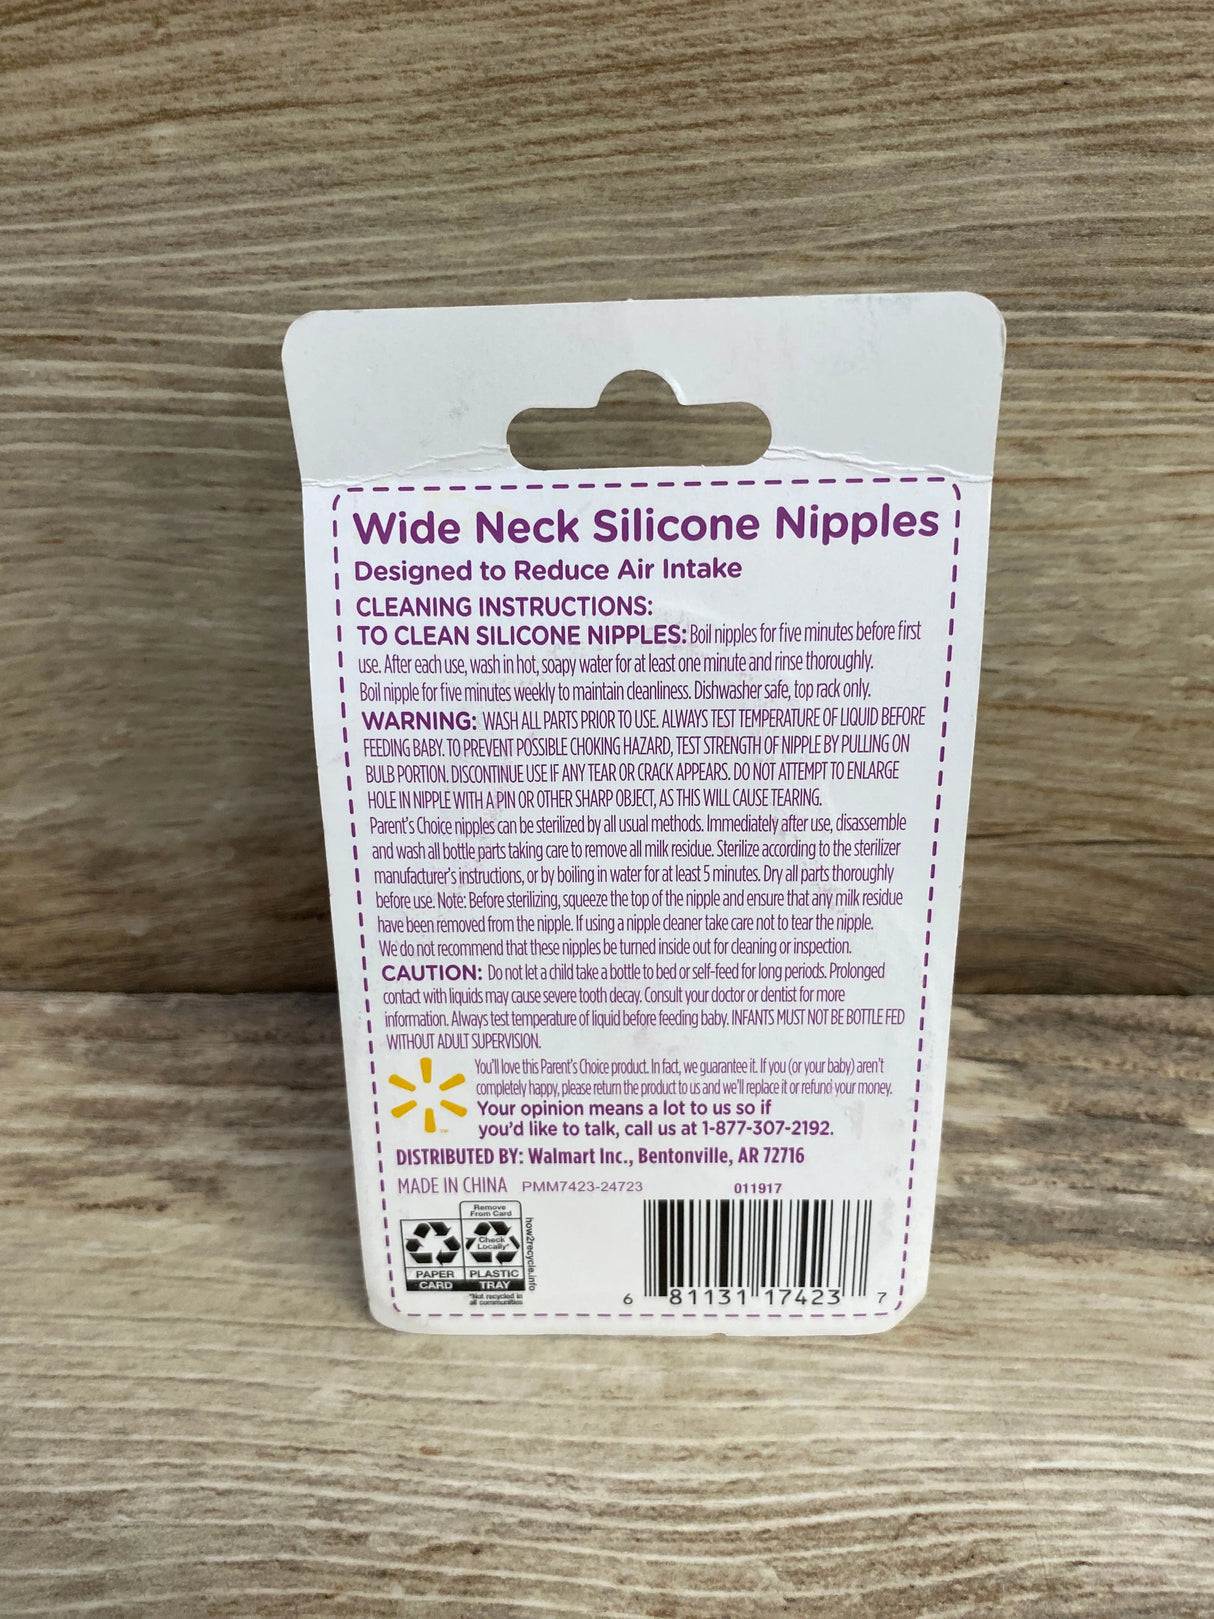 Wide Neck Silicone Nipples
Designed to Reduce Air Intake
CLEANING INSTRUCTIONS:
TO CLEAN SILICONE NIPPLES: Boil nipples for five minutes before first
use. After each use, wash in hot, soapy water for at least one minute and rinse thoroughly.
Boil nipple for five minutes weekly to maintain cleanliness. Dishwasher safe, top rack only.
WARNING: WASH ALL PARTS PRIOR TO USE. ALWAYS TEST TEMPERATURE OF LIQUID BEFORE
FEEDING BABY. TO PREVENT POSSIBLE CHOKING HAZARD, TEST STRENGTH OF NIPPLE BY PULLING ON
BULB PORTION. DISCONTINUE USE IF ANY TEAR OR CRACK APPEARS. DO NOT ATTEMPT TO ENLARGE
HOLE IN NIPPLE WITH A PIN OR OTHER SHARP OBJECT, AS THIS WILL CAUSE TEARING.
Parent's Choice nipples can be sterilized by all usual methods. Immediately after use, disassemble
and wash all bottle parts taking care to remove all milk residue. Sterilize according to the sterilizer
manufacturer's instructions, or by boiling in water for at least 5 minutes. Dry all parts thoroughly
before use. Note: Before sterilizing, squeeze the top of the nipple and ensure that any milk residue
have been removed from the nipple. If using a nipple cleaner take care not to tear the nipple.
We do not recommend that these nipples be turned inside out for cleaning or inspection.
CAUTION: Do not let a child take a bottle to bed or self-feed for long periods. Prolonged
contact with liquids may cause severe tooth decay. Consult your doctor or dentist for more
information. Always test temperature of liquid before feeding baby. INFANTS MUST NOT BE BOTTLE FED
WITHOUT ADULT SUPERVISION.
You'll love this Parent's Choice product. In fact, we guarantee it. If you (or your baby) aren't
completely happy, please return the product to us and we'll replace it or refund your money.
Your opinion means a lot to us so if
you'd like to talk, call us at 1-877-307-2192.
TM
DISTRIBUTED BY: Walmart Inc., Bentonville, AR 72716
MADE IN CHINA PMM7423-24723 011917
Remove
From Card
Check
Locally*
PAPER PLASTIC
CARD TRAY
*Not recycled in
all communities
how2recycle.info
6 81131 17423 7